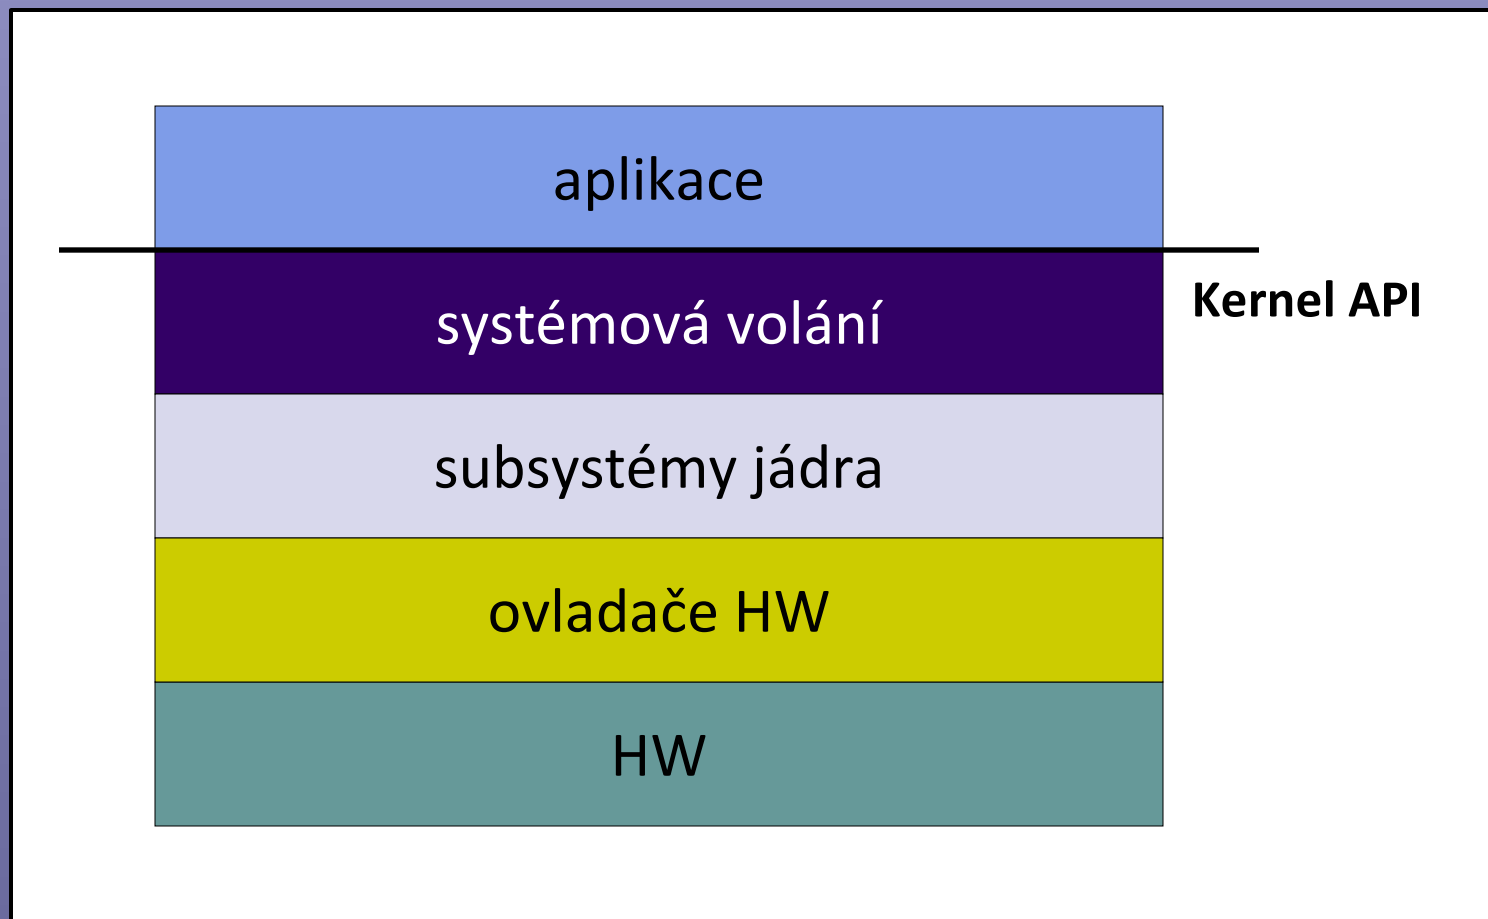 aplikace
systémová volání
Kernel API
subsystémy jádra
ovladače HW
HW